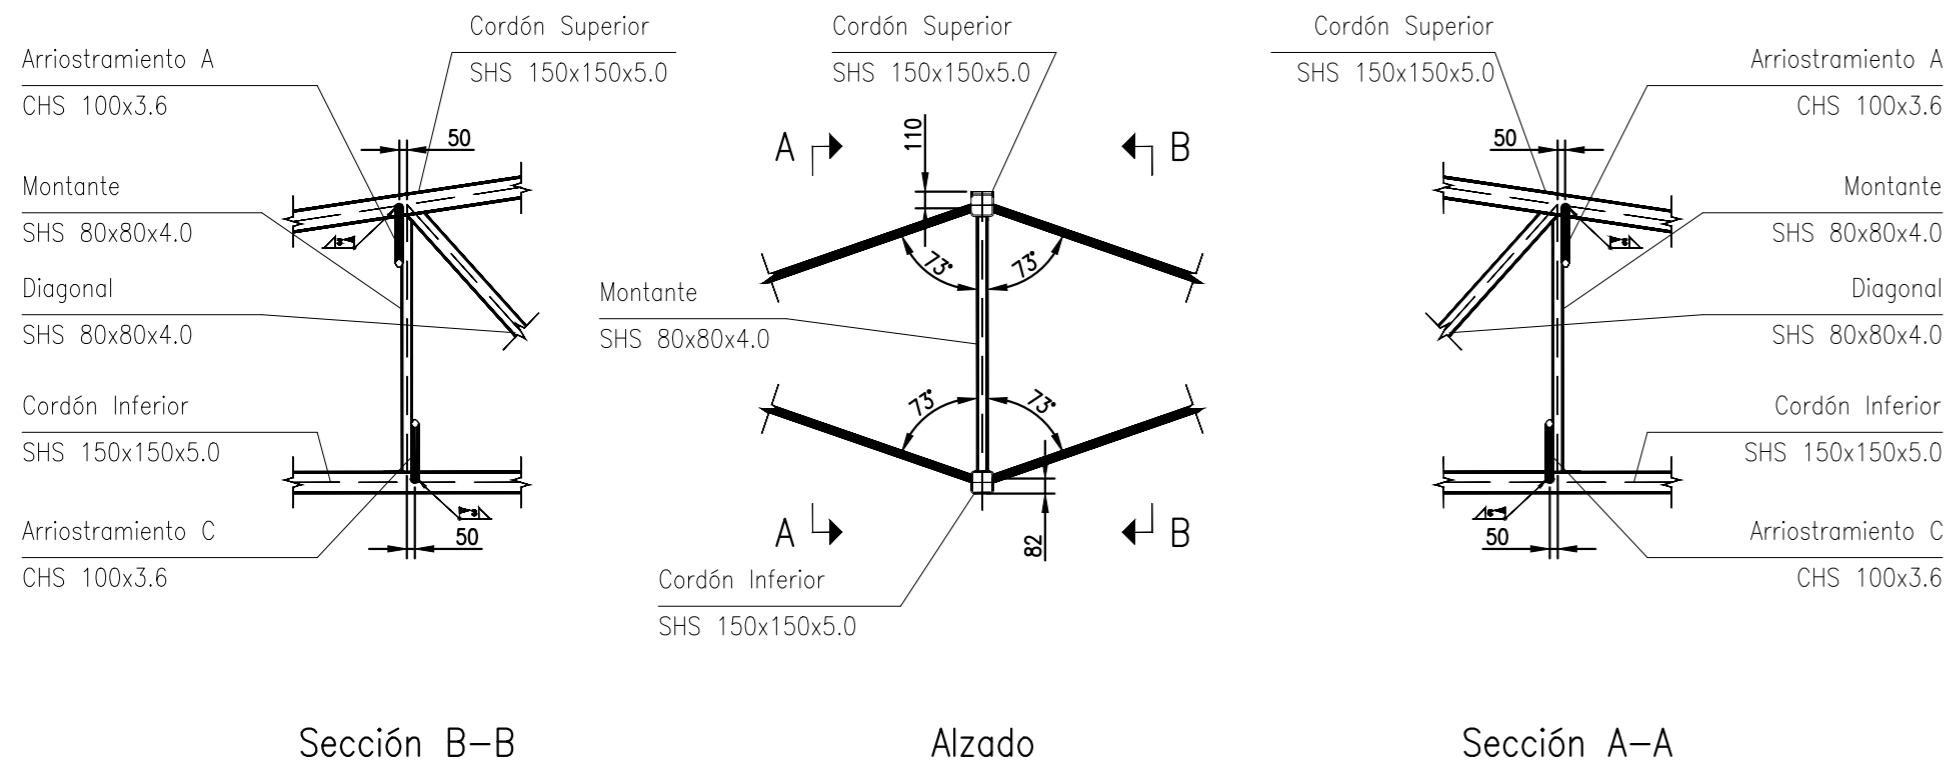 Cordón Superior
SHS 150x150x5.0
Arriostramiento A
CHS 100x3.6
50
Montante
SHS 80x80x4.0
Diagonal
SHS 80x80x4.0
Cordón Inferior
SHS 150x150x5.0
Arriostramiento C
CHS 100x3.6
50
Sección B-B
Cordón Superior
SHS 150x150x5.0
A
110
B
73°
73°
Montante
SHS 80x80x4.0
73°
73°
A
82
B
Cordón Inferior
SHS 150x150x5.0
Alzado
Cordón Superior
SHS 150x150x5.0
Arriostramiento A
CHS 100x3.6
50
Montante
SHS 80x80x4.0
Diagonal
SHS 80x80x4.0
Cordón Inferior
SHS 150x150x5.0
50
Arriostramiento C
CHS 100x3.6
Sección A-A